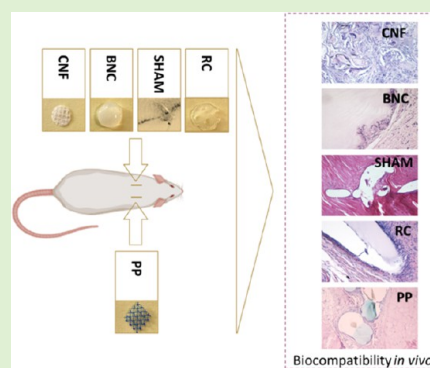 CNF
BNC
SHAM
RC
PP
CNF
BNC
SHAM
RC
PP
Biocompatibility in vivo